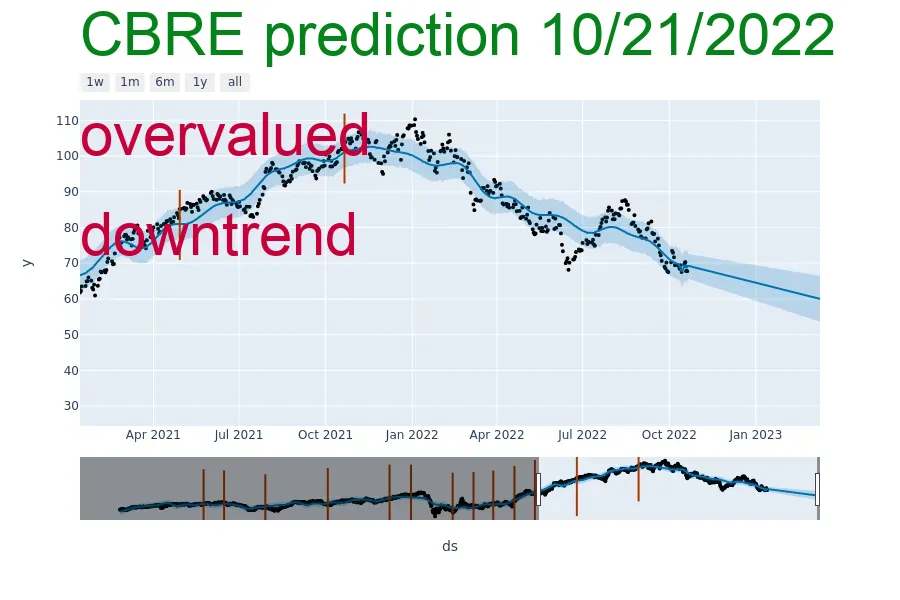 CBRE prediction 10/21/2022
1w 1m 6m 1y all
overvalued
downtrend
110
100
90
80
70
60
50
40
30
y
Apr 2021 Jul 2021 Oct 2021 Jan 2022 Apr 2022 Jul 2022 Oct 2022 Jan 2023
ds